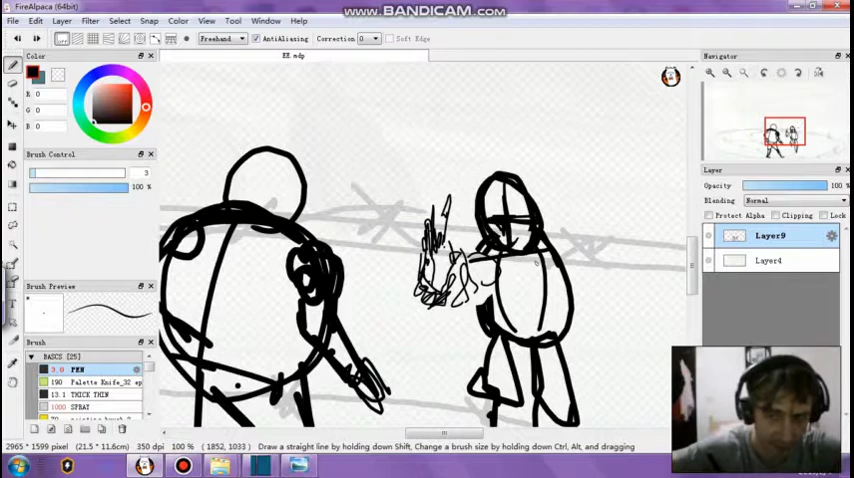 FireAlpaca (64bit)
www.BANDICAM.com
File Edit Layer Filter Select Snap Color View Tool Window Help
Freehand AntiAliasing Correction 0 Soft Edge
EE.mdp
Color
R 0
G 0
B 0
Brush Control
3
100 %
Brush Preview
Brush
BASCS [25]
3.0 PEN
190 Palette Knife_32 ep
13.1 THICK THIN
1000 SPRAY
Navigator
Layer
Opacity 100 %
Blending Normal
Protect Alpha Clipping Lock
Layer9
Layer4
2965 * 1599 pixel (21.5 * 11.6cm) 350 dpi 100 % ( 1852, 1033 ) Draw a straight line by holding down Shift, Change a brush size by holding down Ctrl, Alt, and dragging